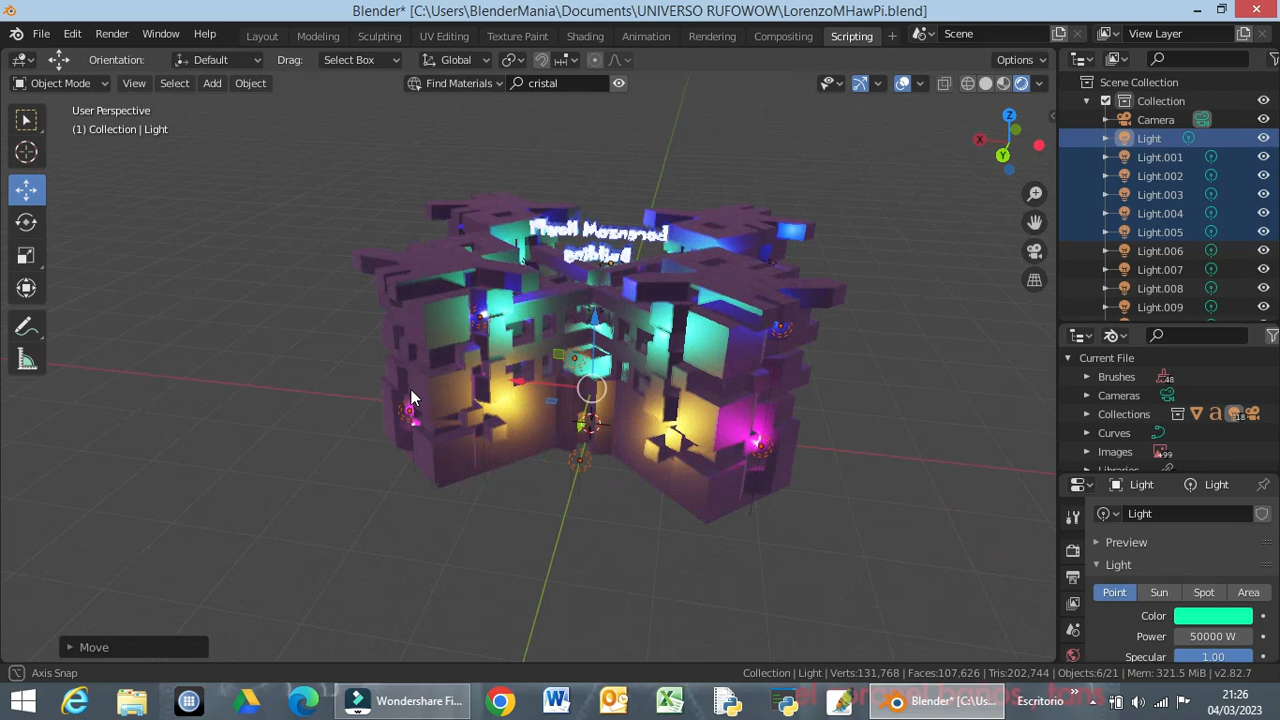 Blender* [C:\Users\BlenderMania\Documents\UNIVERSO RUFOWOW\LorenzoMHawPi.blend]
File Edit Render Window Help Layout Modeling Sculpting UV Editing Texture Paint Shading Animation Rendering Compositing Scripting + Scene View Layer
Orientation: Default Drag: Select Box Global Options
Object Mode View Select Add Object Find Materials cristal
User Perspective
(1) Collection | Light
Z
X
Y
Scene Collection
Collection
Camera
Light
Light.001
Light.002
Light.003
Light.004
Light.005
Light.006
Light.007
Light.008
Light.009
Current File
Brushes 48
Cameras
Collections 18
Curves
Images +99
Light Light
Light
Preview
Light
Point Sun Spot Area
Color
Power 50000 W
Specular 1.00
Move
Axis Snap Collection | Light | Verts:131,768 | Faces:107,626 | Tris:202,744 | Objects:6/21 | Mem: 321.5 MiB | v2.82.7
Wondershare Fi... Blender* [C:\Us... Escritorio 21:26
04/03/2023